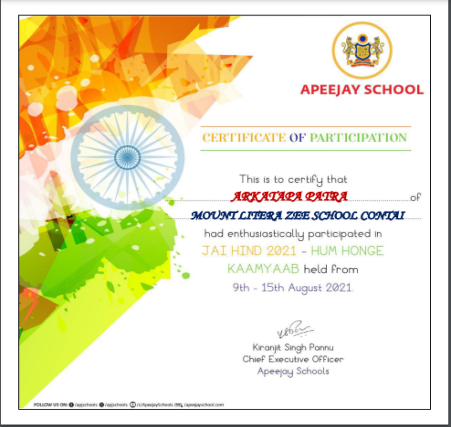 APEEJAY SCHOOL
CERTIFICATE OF PARTICIPATION
This is to certify that
ARKATAPA PATRA of
MOUNT LITERA ZEE SCHOOL CONTAI
had enthusiastically participated in
JAI HIND 2021 - HUM HONGE
KAAMYAAB held from
9th - 15th August 2021.
Kiranjit Singh Pannu
Chief Executive Officer
Apeejay Schools
FOLLOW US ON: